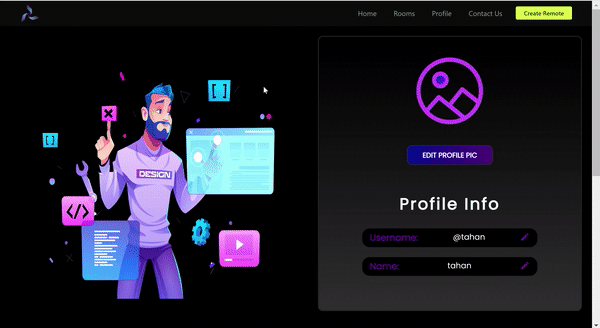 Home Rooms Profile Contact Us Create Remote
[ ]
[ ]
DESIGN
</>
EDIT PROFILE PIC
Profile Info
Username: @tahan
Name: tahan